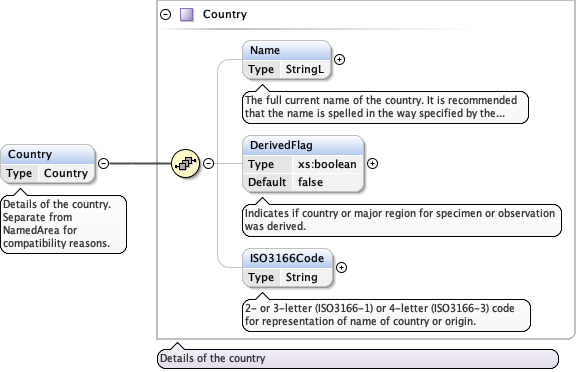 Country
Name
Type StringL
The full current name of the country. It is recommended
that the name is spelled in the way specified by the...
DerivedFlag
Type xs:boolean
Default false
Indicates if country or major region for specimen or observation
was derived.
Country
Type Country
Details of the country.
Separate from
NamedArea for
compatibility reasons.
ISO3166Code
Type String
2- or 3-letter (ISO3166-1) or 4-letter (ISO3166-3) code
for representation of name of country or origin.
Details of the country